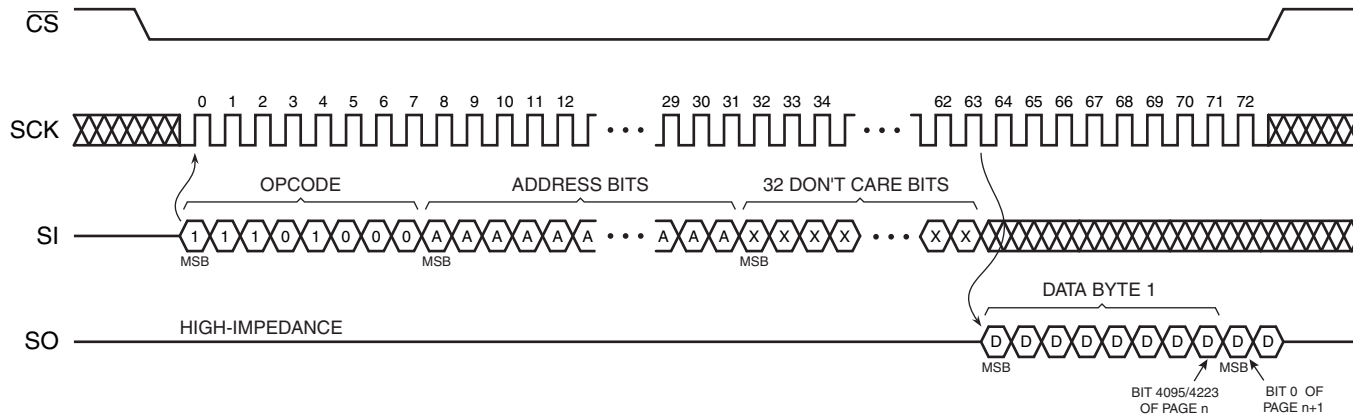 CS
SCK
0 1 2 3 4 5 6 7 8 9 10 11 12 29 30 31 32 33 34 62 63 64 65 66 67 68 69 70 71 72
• • •
• • •
OPCODE
ADDRESS BITS
32 DON'T CARE BITS
SI
1 1 1 0 1 0 0 0 A A A A A A • • • A A A X X X X • • • X X
MSB
MSB
MSB
DATA BYTE 1
SO
HIGH-IMPEDANCE
D D D D D D D D D D
MSB
MSB
BIT 4095/4223
OF PAGE n
BIT 0 OF
PAGE n+1